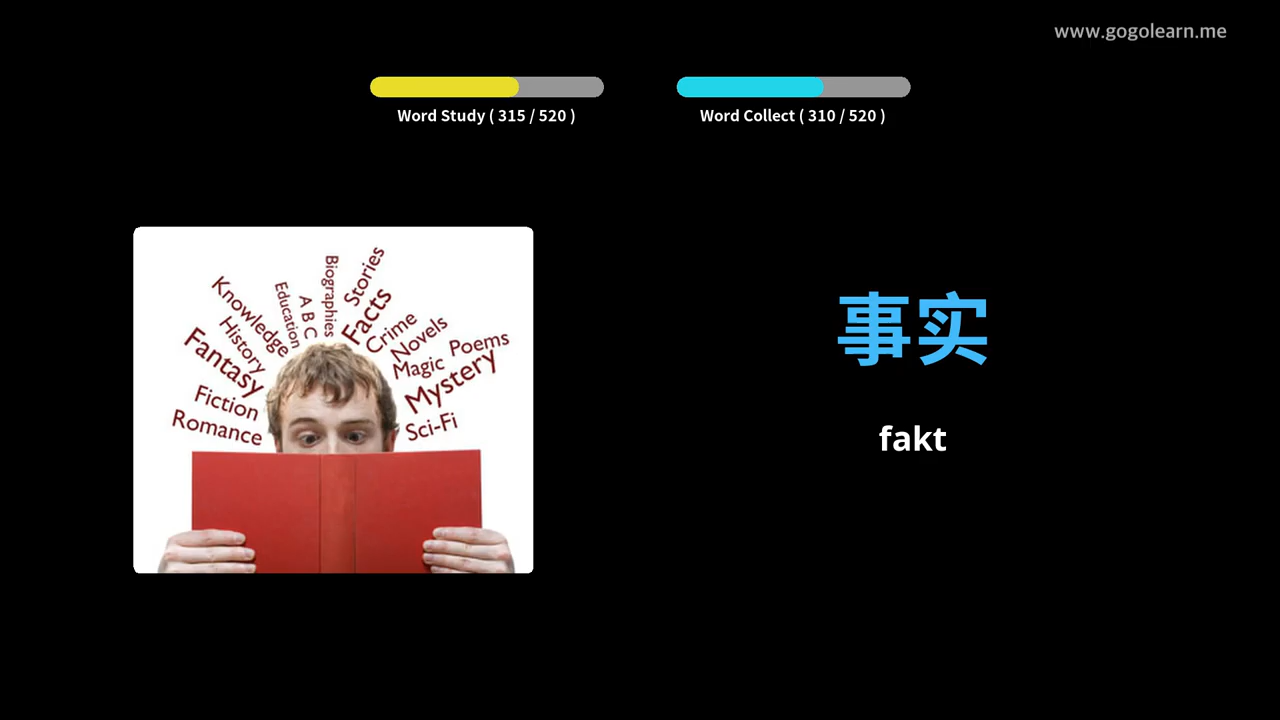 www.gogolearn.me
Word Study ( 315 / 520 )
Word Collect ( 310 / 520 )
Biographies
Stories
Education
A B C
Facts
Knowledge
History
Crime
Novels
Fantasy
Magic
Poems
Mystery
Fiction
Romance
Sci-Fi
事实
fakt